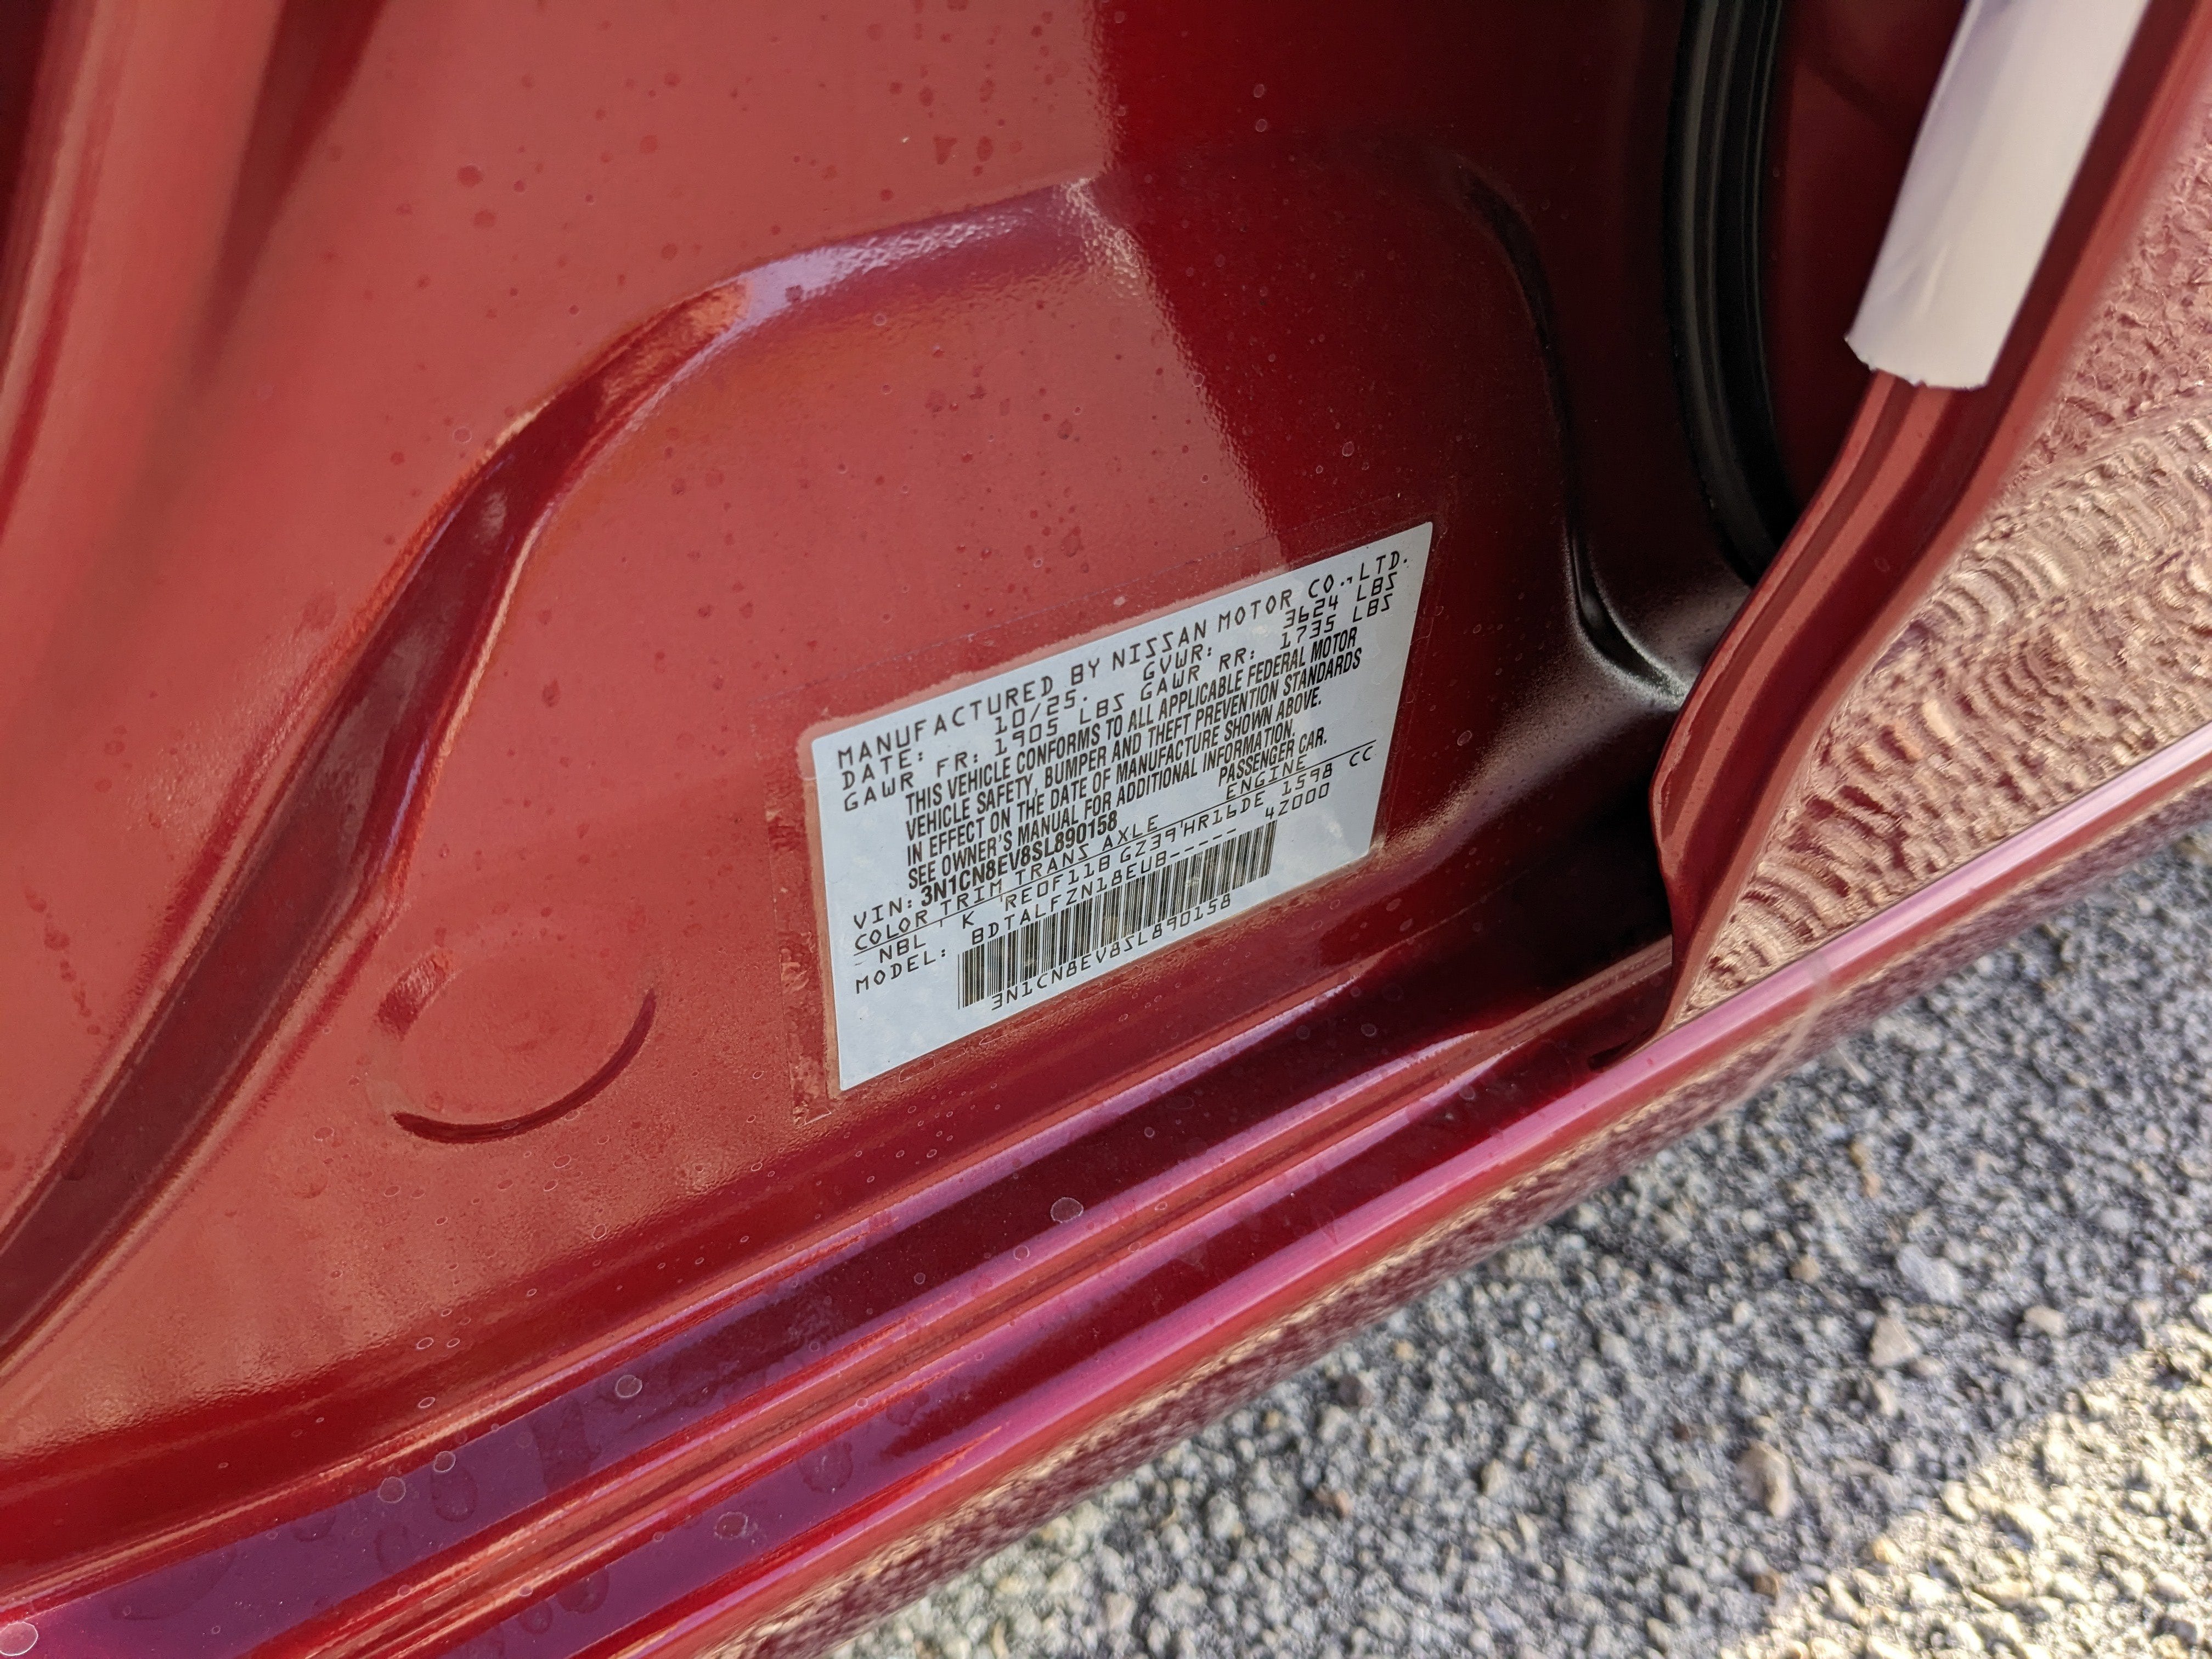 MANUFACTURED BY NISSAN MOTOR CO.,LTD.
DATE: 10/25. GVWR: 3624 LBS
GAWR FR: 1905 LBS GAWR RR: 1735 LBS
THIS VEHICLE CONFORMS TO ALL APPLICABLE FEDERAL MOTOR
VEHICLE SAFETY, BUMPER AND THEFT PREVENTION STANDARDS
IN EFFECT ON THE DATE OF MANUFACTURE SHOWN ABOVE.
SEE OWNER'S MANUAL FOR ADDITIONAL INFORMATION.
VIN: 3N1CN8EV8SL890158 PASSENGER CAR.
COLOR TRIM TRANS AXLE ENGINE
NBL K RE0F11B GZ39 HR16DE 1598 CC
MODEL: BDTALFZN18EUB----- 4Z000
3N1CN8EV8SL890158